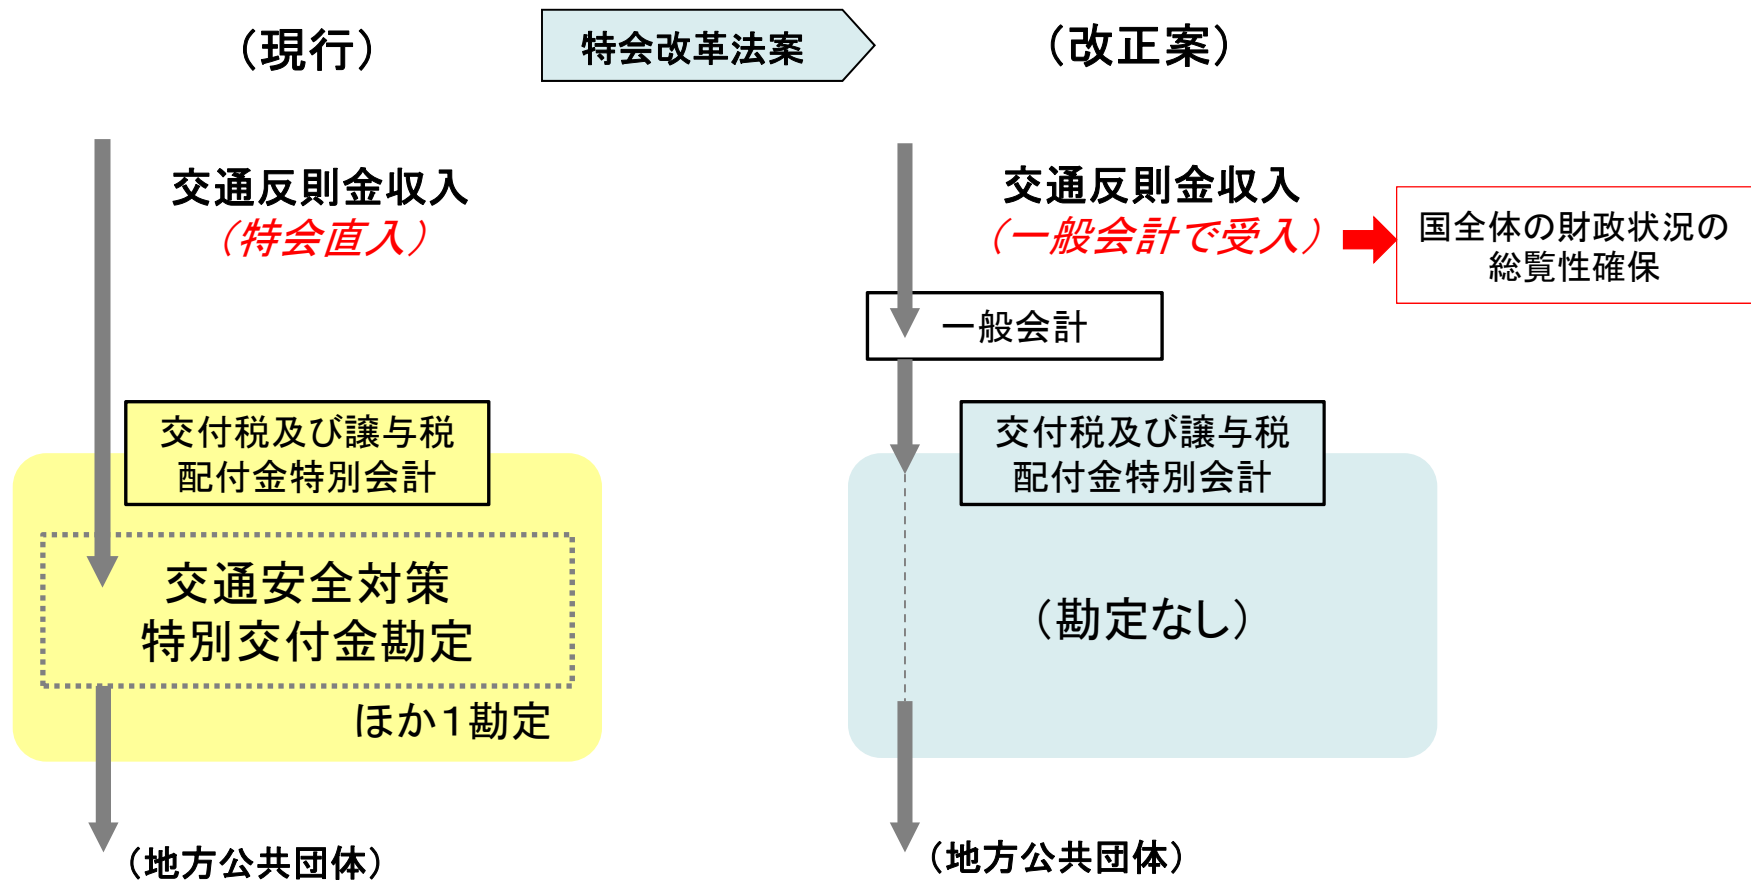 （現行）
特会改革法案
（改正案）
交通反則金収入
（特会直入）
交付税及び譲与税
配付金特別会計
交通安全対策
特別交付金勘定
ほか１勘定
（地方公共団体）
交通反則金収入
（一般会計で受入）
国全体の財政状況の
総覧性確保
一般会計
交付税及び譲与税
配付金特別会計
（勘定なし）
（地方公共団体）